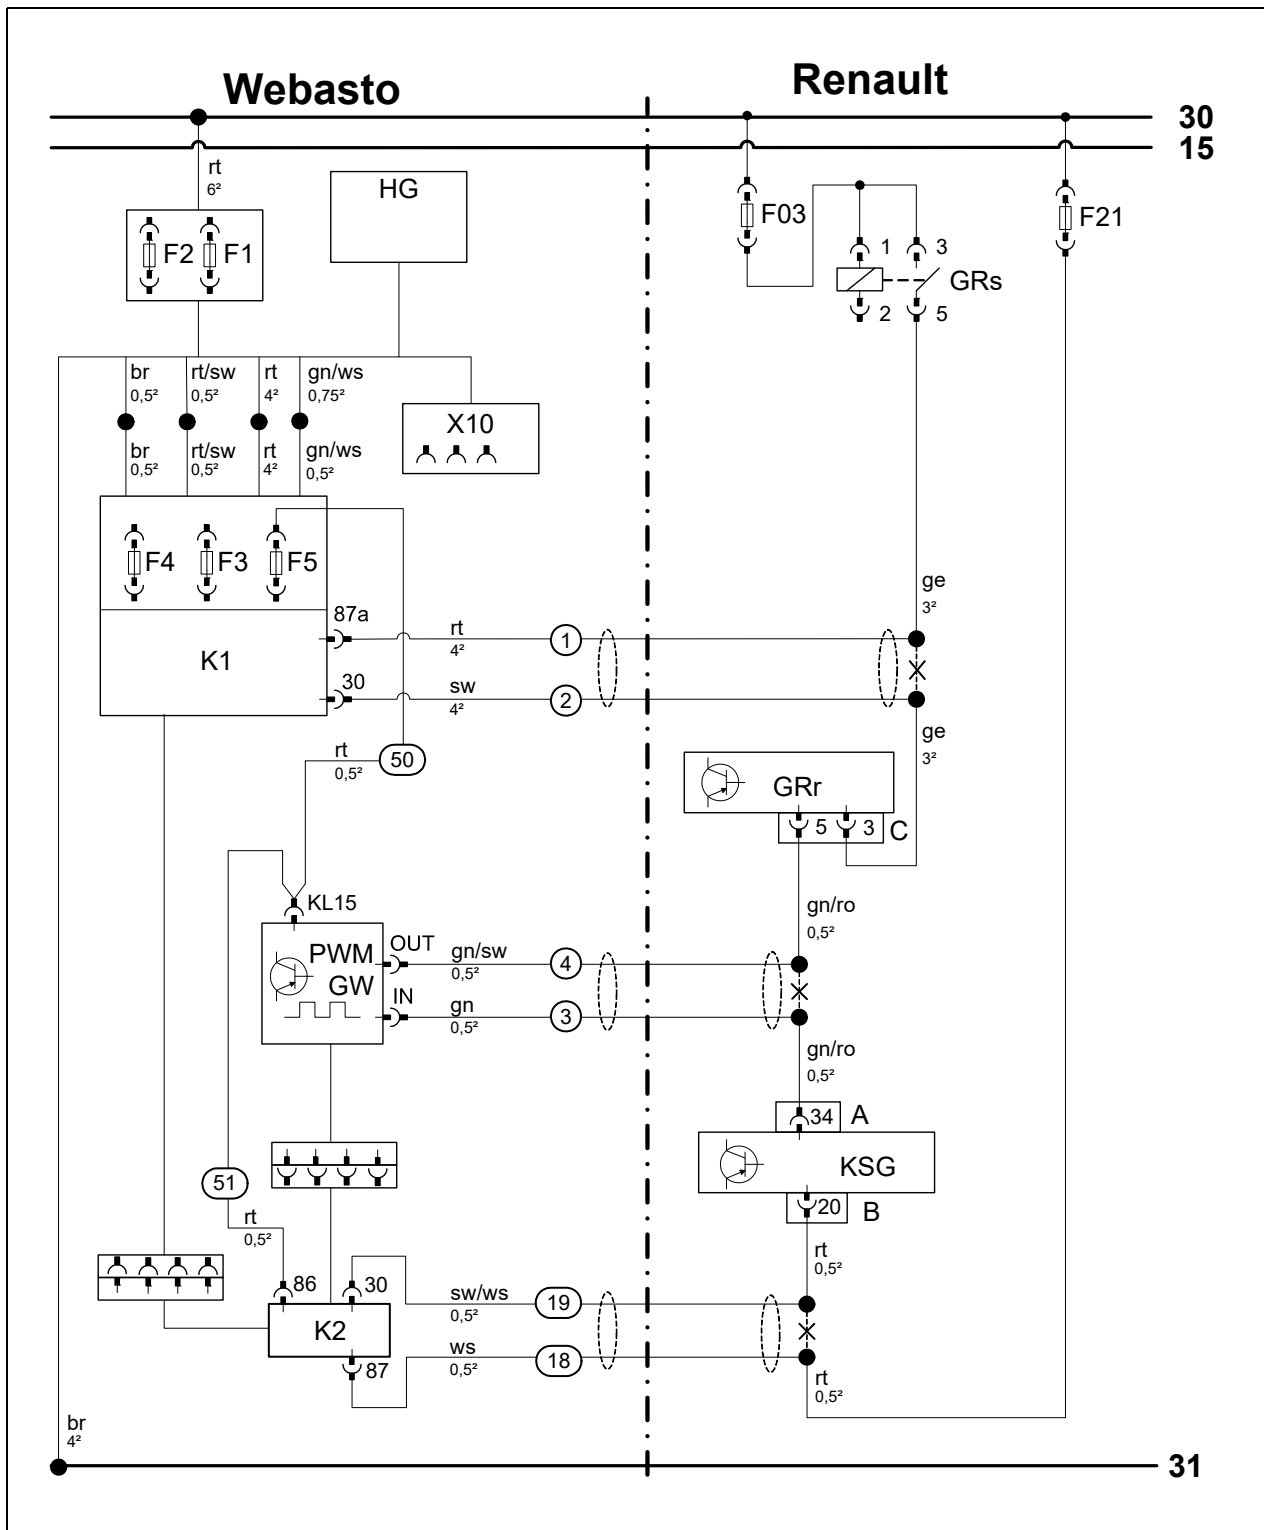 Webasto
Renault
30
15
rt
6²
HG
F2
F1
F03
F21
1
3
GRs
2
5
br
0,5²
rt/sw
0,5²
rt
4²
gn/ws
0,75²
X10
br
0,5²
rt/sw
0,5²
rt
4²
gn/ws
0,5²
F4
F3
F5
ge
3²
87a
rt
4²
1
K1
30
sw
4²
2
ge
3²
rt
0,5²
50
GRr
5
3
C
KL15
gn/ro
0,5²
PWM
GW
OUT
gn/sw
0,5²
4
IN
gn
0,5²
3
gn/ro
0,5²
34
A
KSG
51
20
B
rt
0,5²
rt
0,5²
86
30
sw/ws
0,5²
19
K2
ws
0,5²
18
87
rt
0,5²
br
4²
31